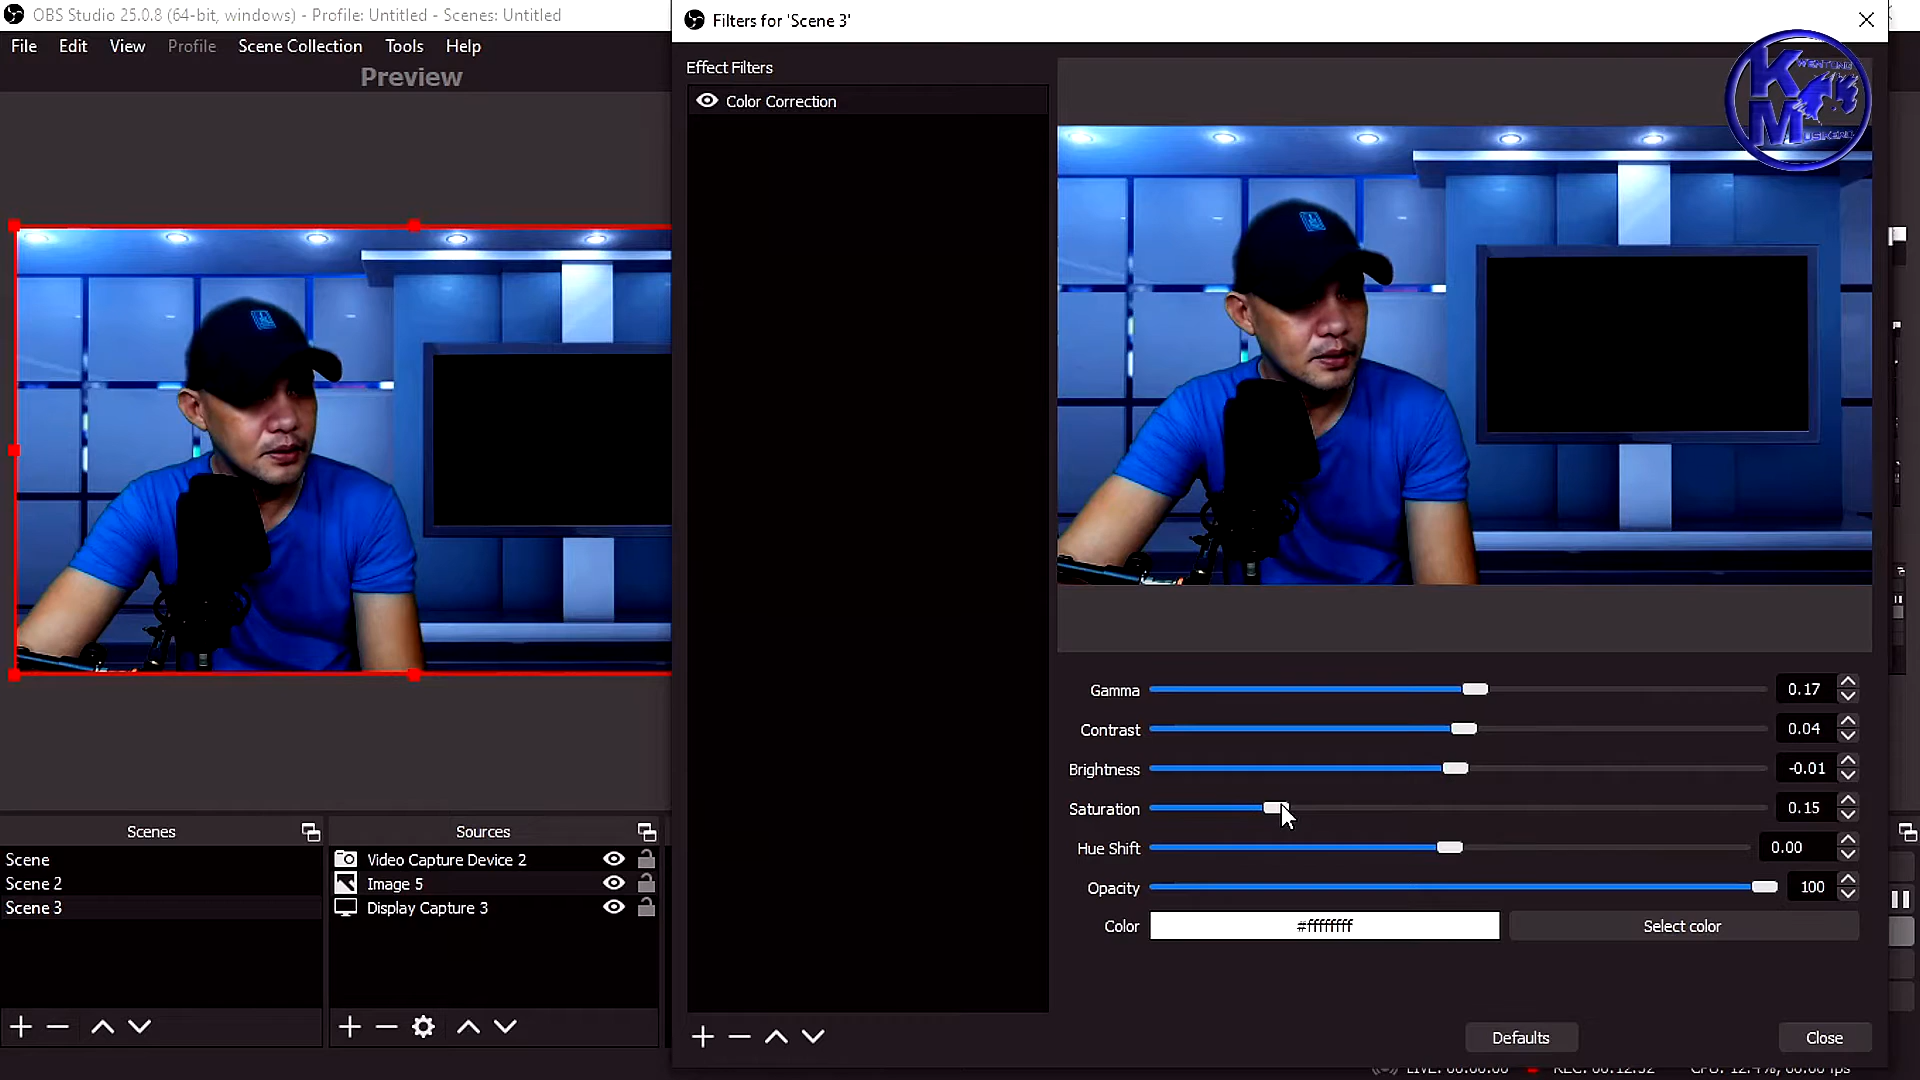 OBS Studio 25.0.8 (64-bit, windows) - Profile: Untitled - Scenes: Untitled
File Edit View Profile Scene Collection Tools Help
Preview
Filters for 'Scene 3'
Effect Filters
Color Correction
KM
Gamma 0.17
Contrast 0.04
Brightness -0.01
Saturation 0.15
Hue Shift 0.00
Opacity 100
Color #ffffffff Select color
Scenes
Scene
Scene 2
Scene 3
Sources
Video Capture Device 2
Image 5
Display Capture 3
Defaults Close